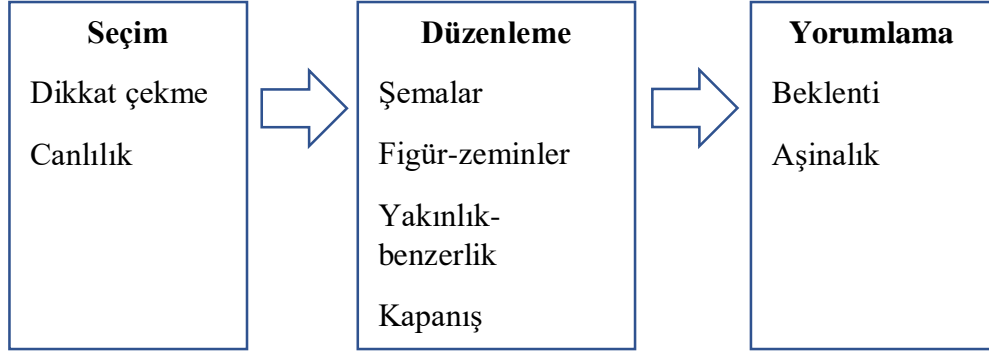 Seçim
Dikkat çekme
Canlılık
Düzenleme
Şemalar
Figür-zeminler
Yakınlık-
benzerlik
Kapanış
Yorumlama
Beklenti
Aşinalık